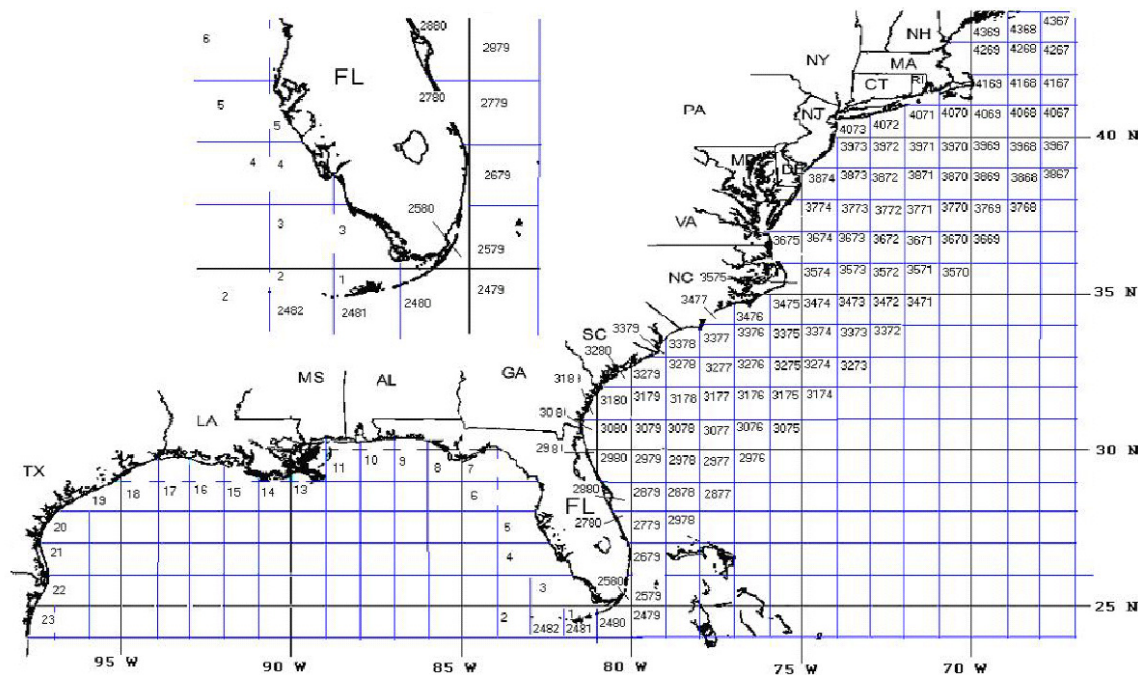 2880
4367
4369 4368
6 2879 NH
4269 4268 4267
NY
FL MA
CT RI 4169 4168 4167
2780 2779
5 PA
NJ 4071 4070 4069 4068 4067
5 4073 4072 40 N
3973 3972 3971 3970 3969 3968 3967
4 4 MD DE
2679 3874 3873 3872 3871 3870 3869 3868 3867
2580 3774 3773 3772 3771 3770 3769 3768
3 3 VA
2579 3675 3674 3673 3672 3671 3670 3669
2 1 NC 3575 3574 3573 3572 3571 3570
2 2479
2482 2481 2480 3477 3475 3474 3473 3472 3471 35 N
3476
SC 3379 3378 3377 3376 3375 3374 3373 3372
3280 3279 3278 3277 3276 3275 3274 3273
MS AL GA
3180 3179 3178 3177 3176 3175 3174
LA
3080 3079 3078 3077 3076 3075
2981 30 N
TX 11 10 9 8 7 2980 2979 2978 2977 2976
19 18 17 16 15 14 13 6 2880 2879 2878 2877
FL
20 5 2780 2779 2978
21 4 2679
22 3 2580 2579
23 2 1 2479 25 N
2482 2481 2480
95 W 90 W 85 W 80 W 75 W 70 W